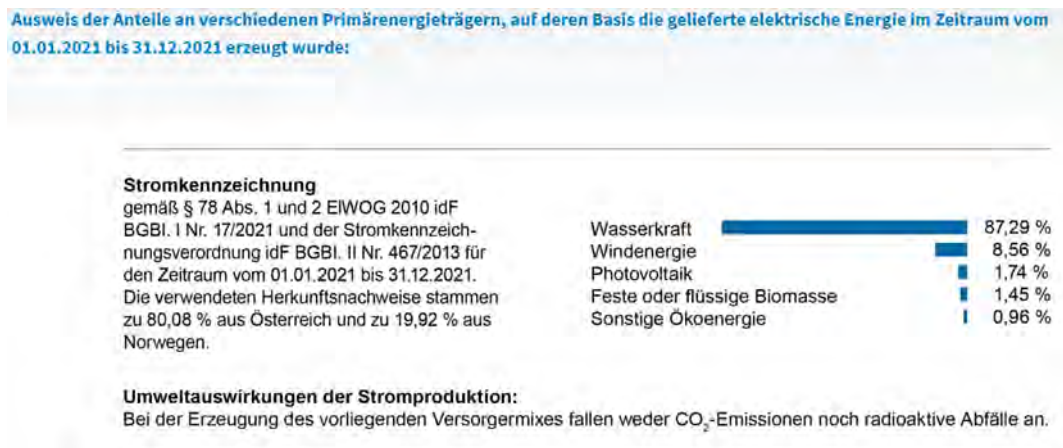 Ausweis der Anteile an verschiedenen Primärenergieträgern, auf deren Basis die gelieferte elektrische Energie im Zeitraum vom
01.01.2021 bis 31.12.2021 erzeugt wurde:
Stromkennzeichnung
gemäß § 78 Abs. 1 und 2 ElWOG 2010 idF
BGBl. I Nr. 17/2021 und der Stromkennzeich-
nungsverordnung idF BGBl. II Nr. 467/2013 für
den Zeitraum vom 01.01.2021 bis 31.12.2021.
Die verwendeten Herkunftsnachweise stammen
zu 80,08 % aus Österreich und zu 19,92 % aus
Norwegen.
Wasserkraft 87,29 %
Windenergie 8,56 %
Photovoltaik 1,74 %
Feste oder flüssige Biomasse 1,45 %
Sonstige Ökoenergie 0,96 %
Umweltauswirkungen der Stromproduktion:
Bei der Erzeugung des vorliegenden Versorgermixes fallen weder CO₂-Emissionen noch radioaktive Abfälle an.